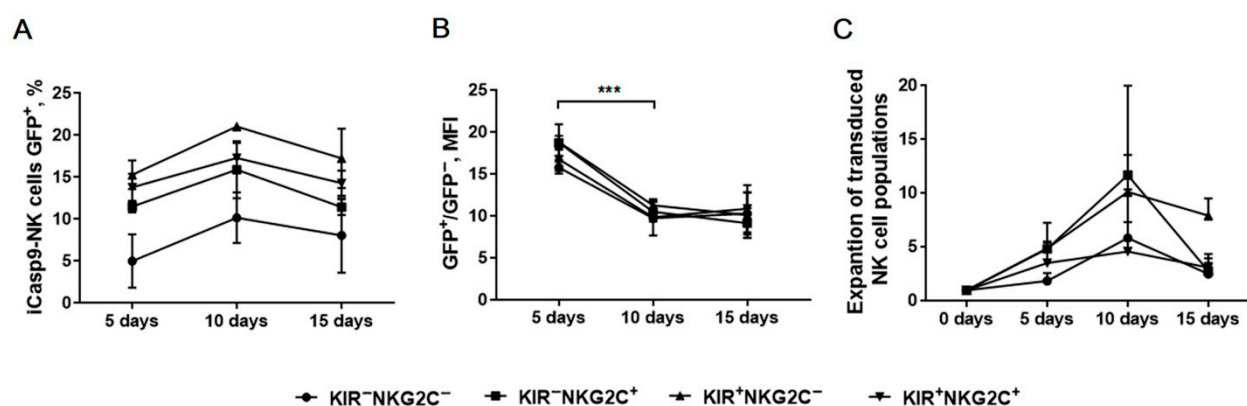 A
B
C
iCasp9-NK cells GFP⁺, %
25
20
15
10
5
0
5 days 10 days 15 days
GFP⁺/GFP⁻, MFI
25
20
15
10
5
0
***
5 days 10 days 15 days
Expantion of transduced
NK cell populations
20
15
10
5
0
0 days 5 days 10 days 15 days
KIR⁻NKG2C⁻ KIR⁻NKG2C⁺ KIR⁺NKG2C⁻ KIR⁺NKG2C⁺